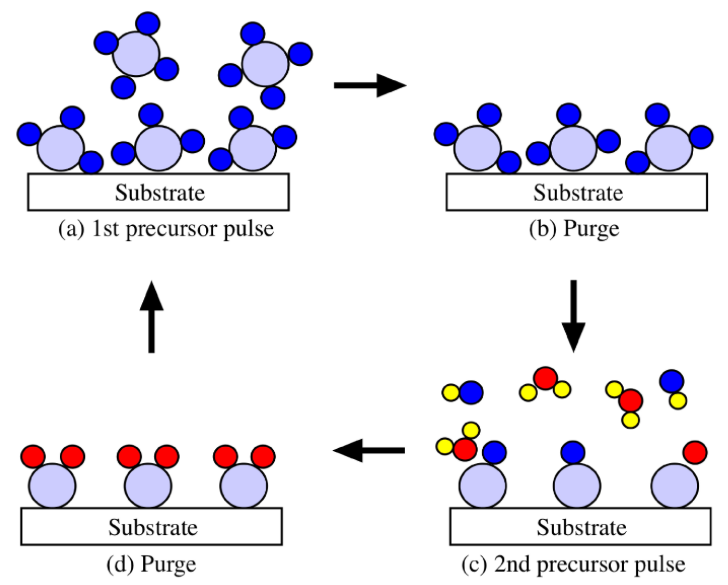 Substrate
(a) 1st precursor pulse
Substrate
(b) Purge
Substrate
(d) Purge
Substrate
(c) 2nd precursor pulse